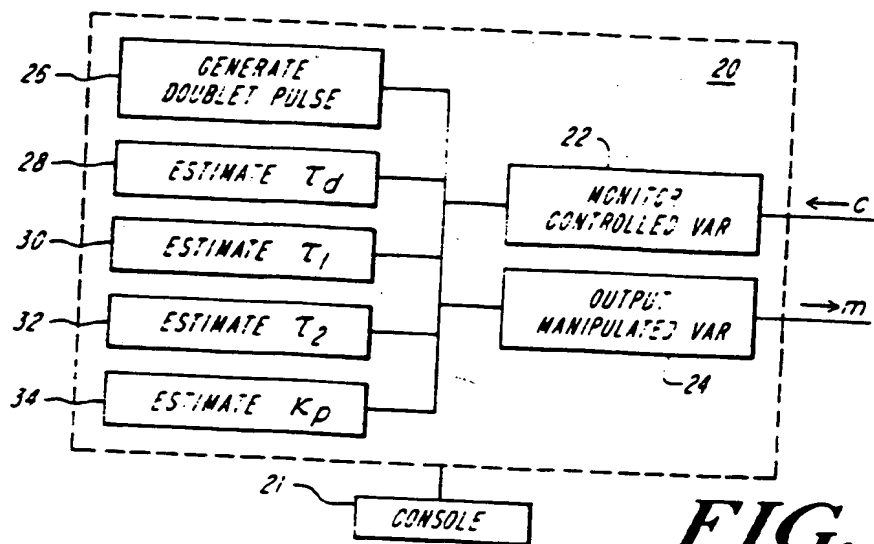 26
GENERATE
DOUBLET PULSE
20
28
ESTIMATE τd
22
MONITOR
CONTROLLED VAR
← C
30
ESTIMATE τ1
32
ESTIMATE τ2
OUTPUT
MANIPULATED VAR
→ m
24
34
ESTIMATE Kp
21
CONSOLE
FIG.